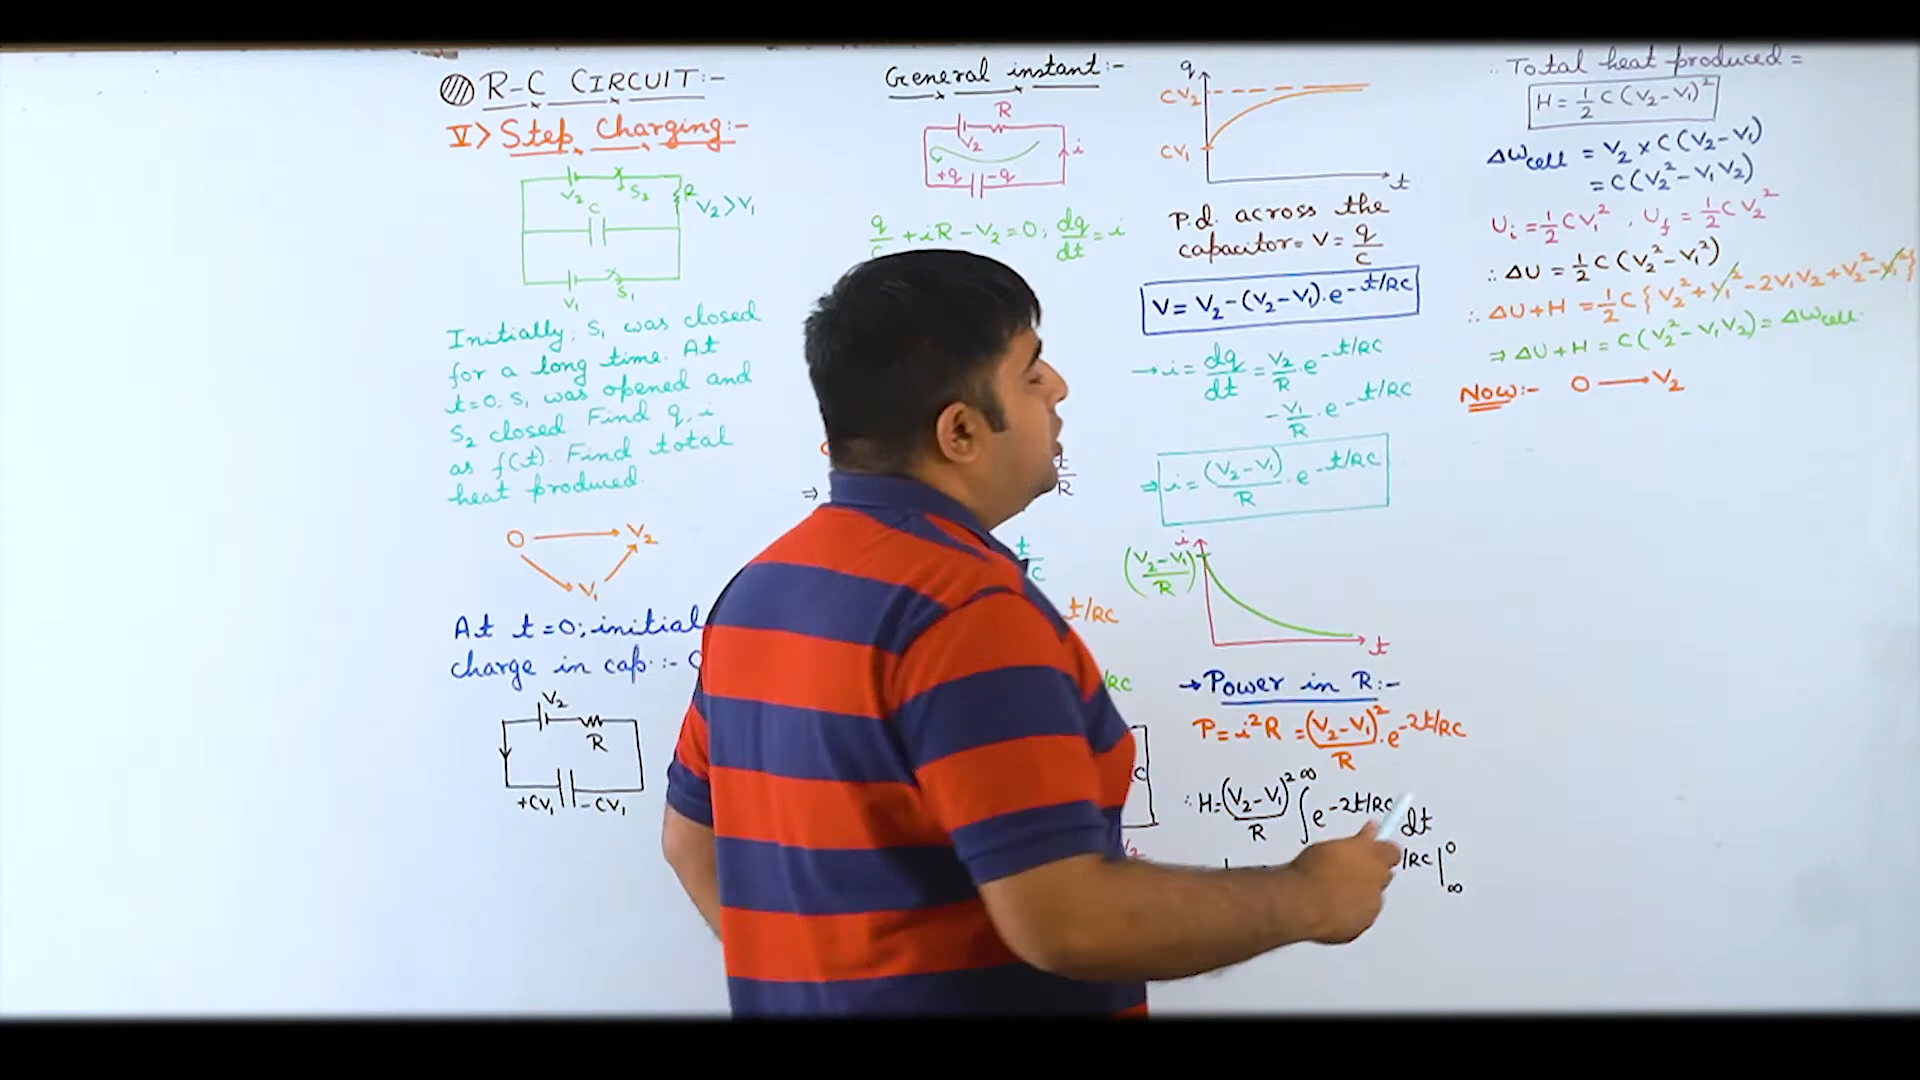 R-C CIRCUIT:-
V> Step Charging:-
V₂ S₂
R
V₂ > V₁
C
V₁ S₁
Initially; S₁ was closed
for a long time. At
t=0. S₁ was opened and
S₂ closed Find q, i
as f(t). Find total
heat produced.
O → V₂
V₁
At t=0; initial
charge in cap :-
V₂
R
+CV₁ -CV₁
General instant:-
R
V₂
i
+q -q
q/C + iR - V₂ = 0; dq/dt = i
⇒
t/R
t/C
t/RC
/RC
q
CV₂
CV₁
t
P.d. across the
capacitor = V = q/C
V = V₂ - (V₂-V₁).e^-t/RC
→ i = dq/dt = V₂/R . e^-t/RC
- V₁/R . e^-t/RC
⇒ i = (V₂-V₁)/R . e^-t/RC
i
(V₂-V₁)/R
t
→ Power in R:-
P = i²R = (V₂-V₁)²/R . e^-2t/RC
∴ H = (V₂-V₁)²/R ∫^∞ e^-2t/RC dt
/RC |⁰_∞
∴ Total heat produced =
H = 1/2 C (V₂-V₁)²
ΔW_cell = V₂ × C (V₂-V₁)
= C (V₂² - V₁V₂)
U_i = 1/2 CV₁², U_f = 1/2 CV₂²
∴ ΔU = 1/2 C (V₂² - V₁²)
∴ ΔU + H = 1/2 C { V₂² + V₁² - 2V₁V₂ + V₂² - V₁² }
⇒ ΔU + H = C (V₂² - V₁V₂) = ΔW_cell.
Now:- O → V₂